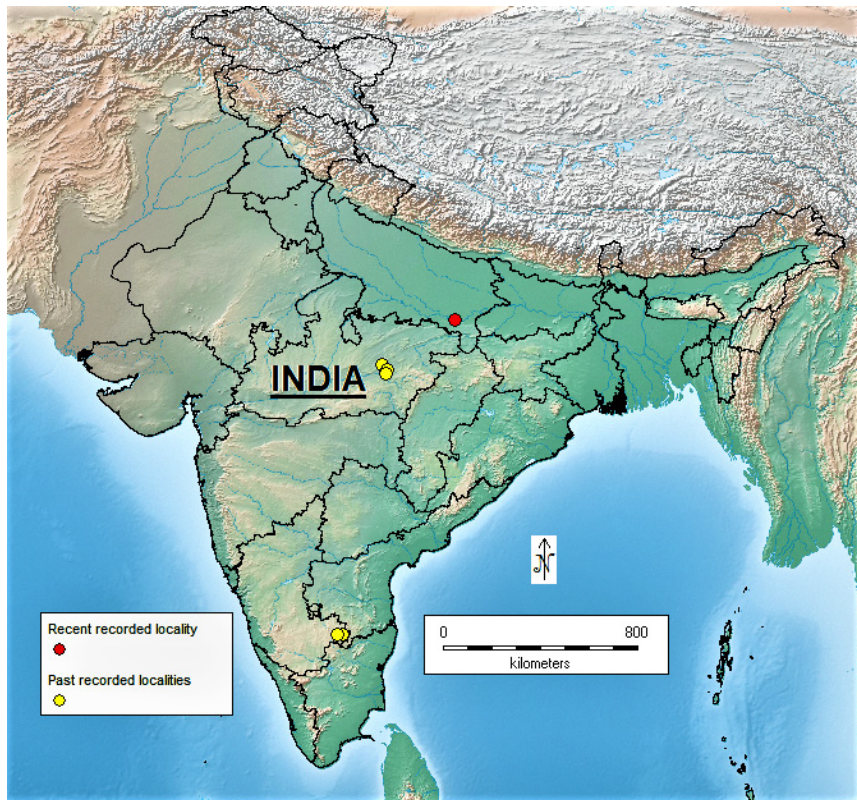 INDIA
N
Recent recorded locality
Past recorded localities
0 800
kilometers